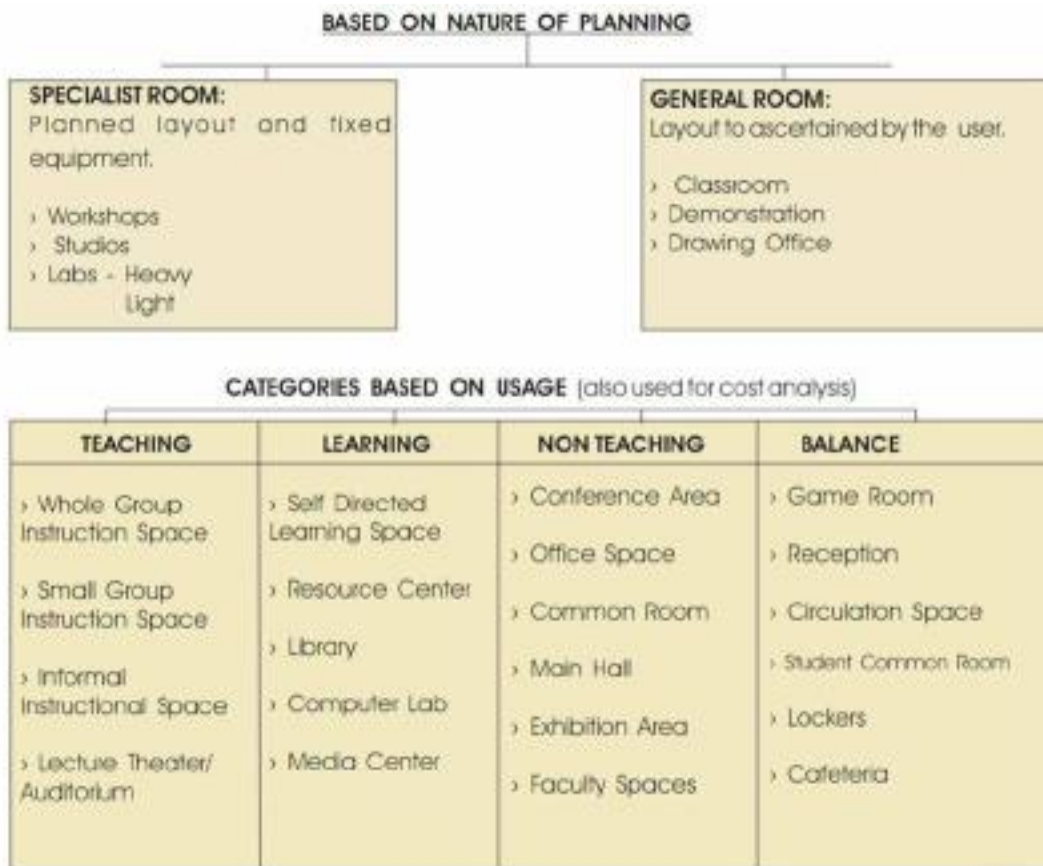 BASED ON NATURE OF PLANNING
SPECIALIST ROOM:
Planned layout and fixed
equipment.
› Workshops
› Studios
› Labs - Heavy
Light
GENERAL ROOM:
Layout to ascertained by the user.
› Classroom
› Demonstration
› Drawing Office
CATEGORIES BASED ON USAGE (also used for cost analysis)
TEACHING
› Whole Group
Instruction Space
› Small Group
Instruction Space
› Informal
Instructional Space
› Lecture Theater/
Auditorium
LEARNING
› Self Directed
Learning Space
› Resource Center
› Library
› Computer Lab
› Media Center
NON TEACHING
› Conference Area
› Office Space
› Common Room
› Main Hall
› Exhibition Area
› Faculty Spaces
BALANCE
› Game Room
› Reception
› Circulation Space
› Student Common Room
› Lockers
› Cafeteria